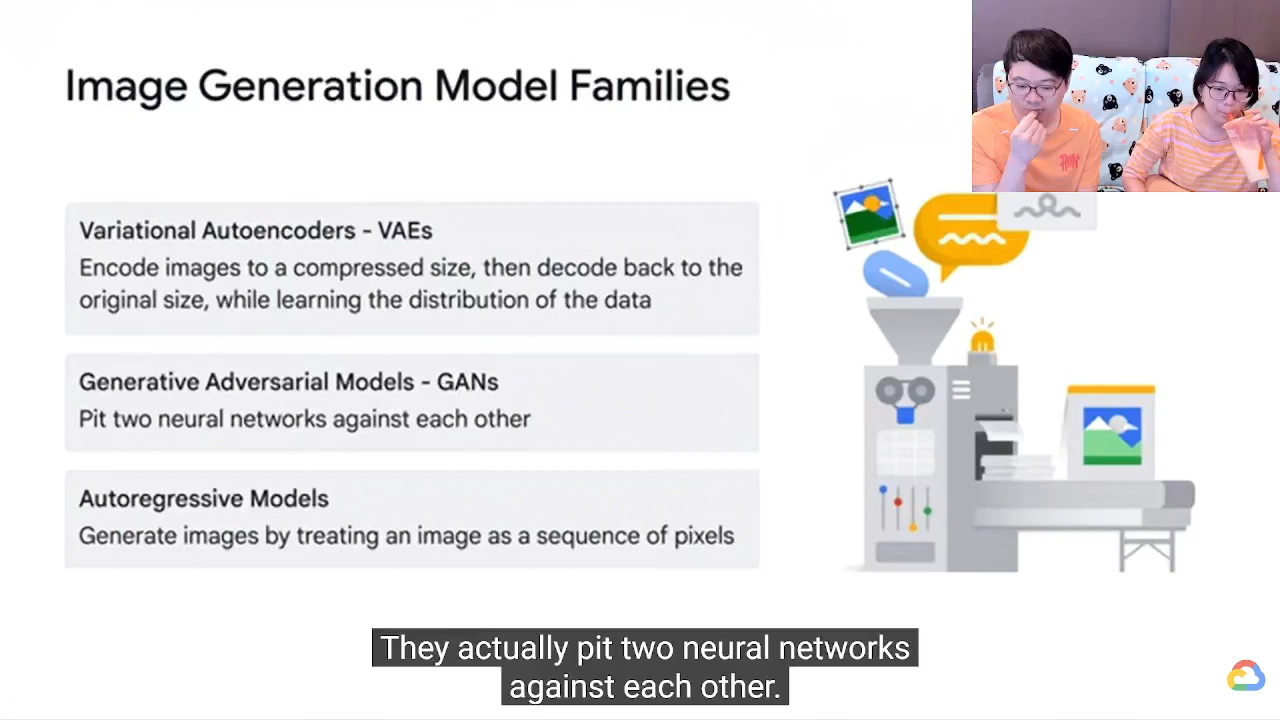 Image Generation Model Families
Variational Autoencoders - VAEs
Encode images to a compressed size, then decode back to the
original size, while learning the distribution of the data
Generative Adversarial Models - GANs
Pit two neural networks against each other
Autoregressive Models
Generate images by treating an image as a sequence of pixels
They actually pit two neural networks
against each other.